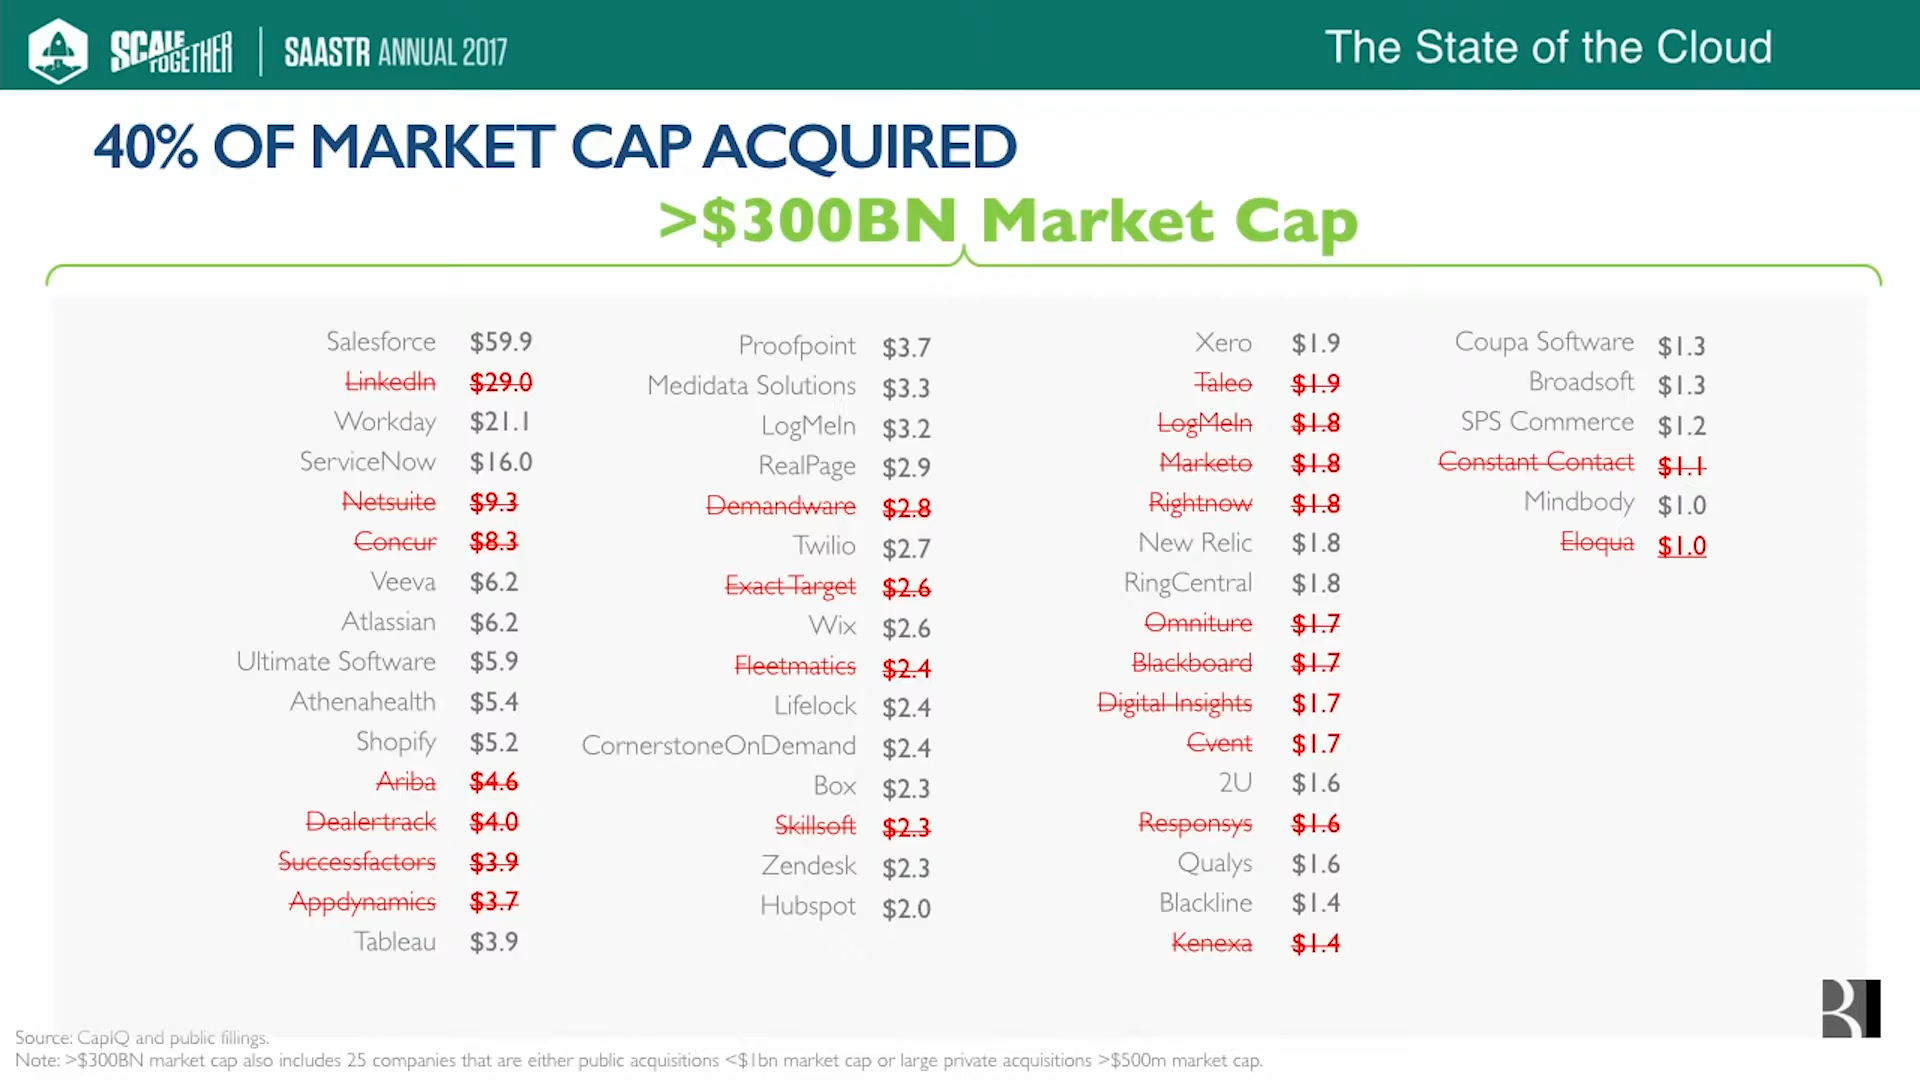 SCALE TOGETHER
SAASTR ANNUAL 2017
The State of the Cloud
40% OF MARKET CAP ACQUIRED
>$300BN Market Cap
Salesforce $59.9
LinkedIn $29.0
Workday $21.1
ServiceNow $16.0
Netsuite $9.3
Concur $8.3
Veeva $6.2
Atlassian $6.2
Ultimate Software $5.9
Athenahealth $5.4
Shopify $5.2
Ariba $4.6
Dealertrack $4.0
Successfactors $3.9
Appdynamics $3.7
Tableau $3.9
Proofpoint $3.7
Medidata Solutions $3.3
LogMeIn $3.2
RealPage $2.9
Demandware $2.8
Twilio $2.7
ExactTarget $2.6
Wix $2.6
Fleetmatics $2.4
Lifelock $2.4
CornerstoneOnDemand $2.4
Box $2.3
Skillsoft $2.3
Zendesk $2.3
Hubspot $2.0
Xero $1.9
Taleo $1.9
LogMeIn $1.8
Marketo $1.8
Rightnow $1.8
New Relic $1.8
RingCentral $1.8
Omniture $1.7
Blackboard $1.7
Digital Insights $1.7
Cvent $1.7
2U $1.6
Responsys $1.6
Qualys $1.6
Blackline $1.4
Kenexa $1.4
Coupa Software $1.3
Broadsoft $1.3
SPS Commerce $1.2
Constant Contact $1.1
Mindbody $1.0
Eloqua $1.0
Source: CapIQ and public fillings.
Note: >$300BN market cap also includes 25 companies that are either public acquisitions <$1bn market cap or large private acquisitions >$500m market cap.